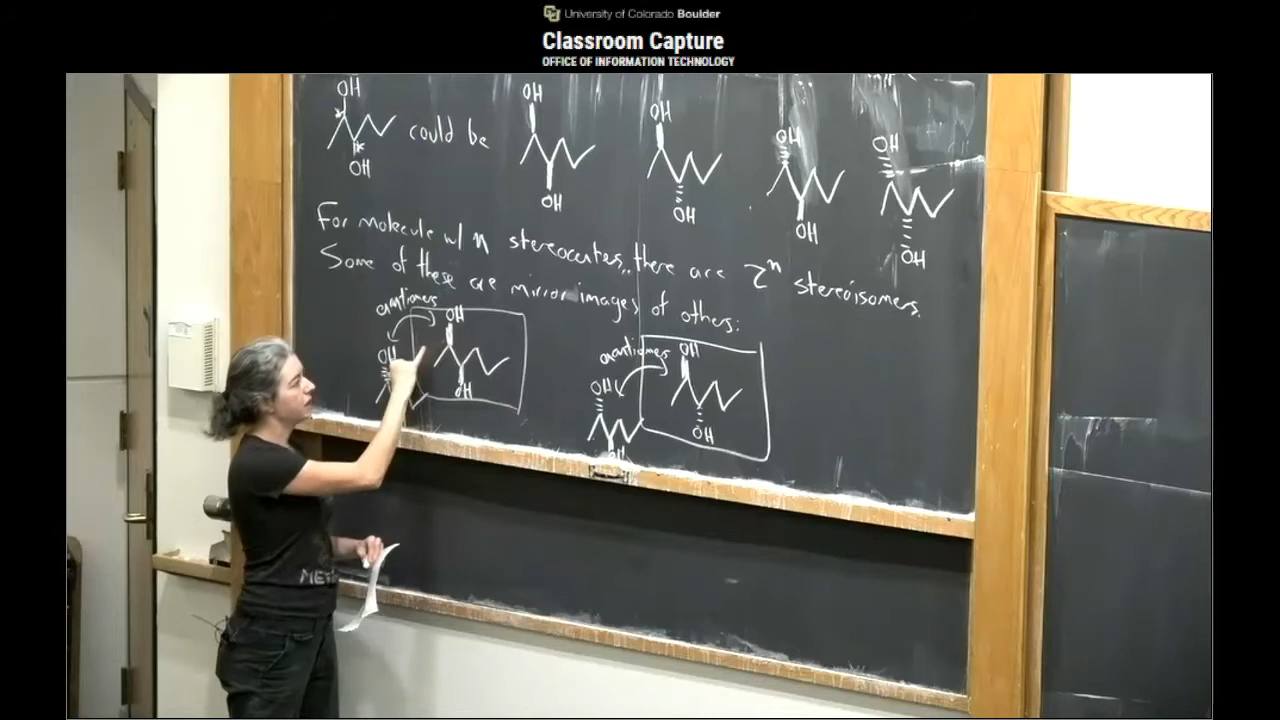 University of Colorado Boulder
Classroom Capture
OFFICE OF INFORMATION TECHNOLOGY
OH
OH
could be
OH
OH
OH
OH
OH
OH
OH
OH
For molecule w/ n stereocenters, there are 2ⁿ stereoisomers.
Some of these are mirror images of others:
enantiomers
OH
OH
OH
enantiomers
OH
OH
OH
OH